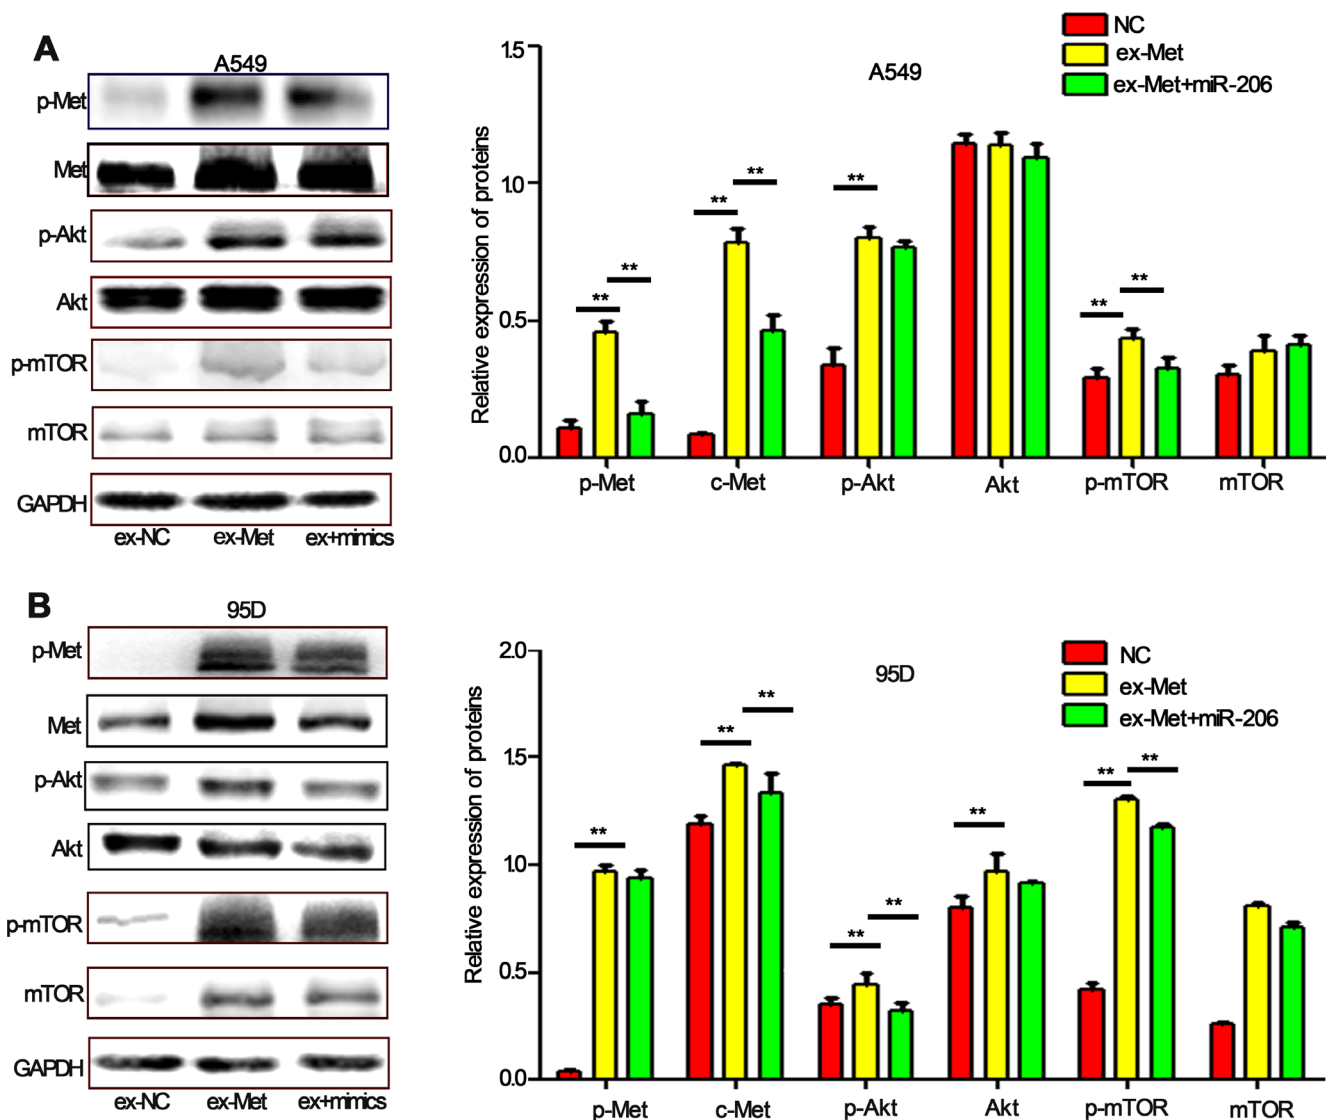 A
A549
p-Met
Met
p-Akt
Akt
p-mTOR
mTOR
GAPDH
ex-NC ex-Met ex+mimics
NC
ex-Met
ex-Met+miR-206
A549
Relative expression of proteins
1.5
1.0
0.5
0.0
** ** ** ** ** ** **
p-Met c-Met p-Akt Akt p-mTOR mTOR
B
95D
p-Met
Met
p-Akt
Akt
p-mTOR
mTOR
GAPDH
ex-NC ex-Met ex+mimics
NC
ex-Met
ex-Met+miR-206
95D
Relative expression of proteins
2.0
1.5
1.0
0.5
0.0
** ** ** ** ** ** ** **
p-Met c-Met p-Akt Akt p-mTOR mTOR